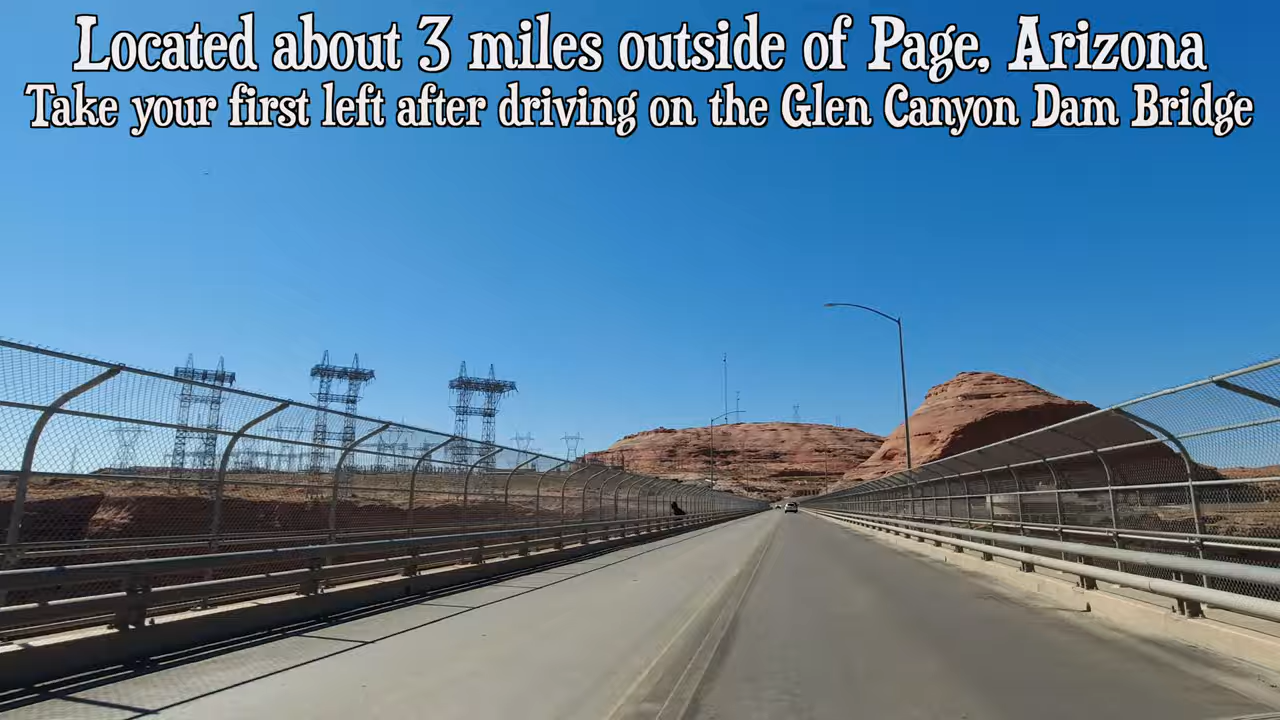 Located about 3 miles outside of Page, Arizona
Take your first left after driving on the Glen Canyon Dam Bridge